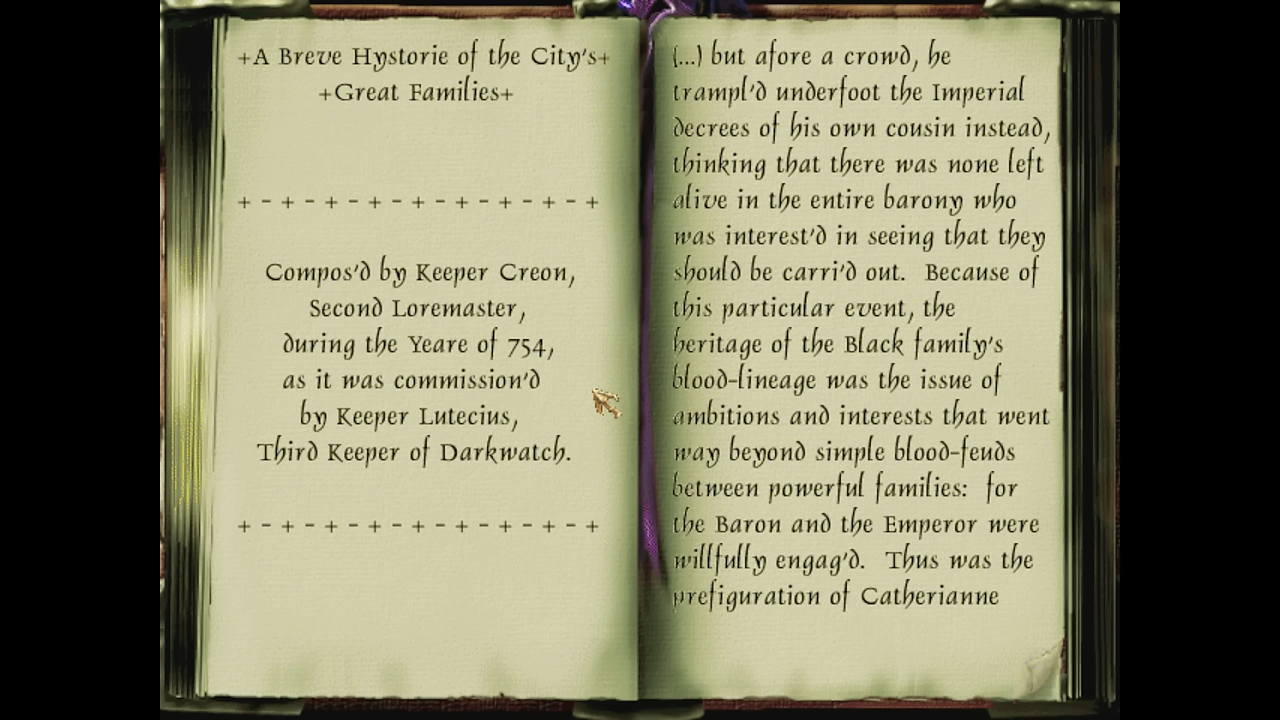 +A Breve Hystorie of the City's+
+Great Families+
+ - + - + - + - + - + - + - +
Compos'd by Keeper Creon,
Second Loremaster,
during the Yeare of 754,
as it was commission'd
by Keeper Lutecius,
Third Keeper of Darkwatch.
+ - + - + - + - + - + - + - +
(...) but afore a crowd, he
trampl'd underfoot the Imperial
decrees of his own cousin instead,
thinking that there was none left
alive in the entire barony who
was interest'd in seeing that they
should be carri'd out.  Because of
this particular event, the
heritage of the Black family's
blood-lineage was the issue of
ambitions and interests that went
way beyond simple blood-feuds
between powerful families:  for
the Baron and the Emperor were
willfully engag'd.  Thus was the
prefiguration of Catherianne